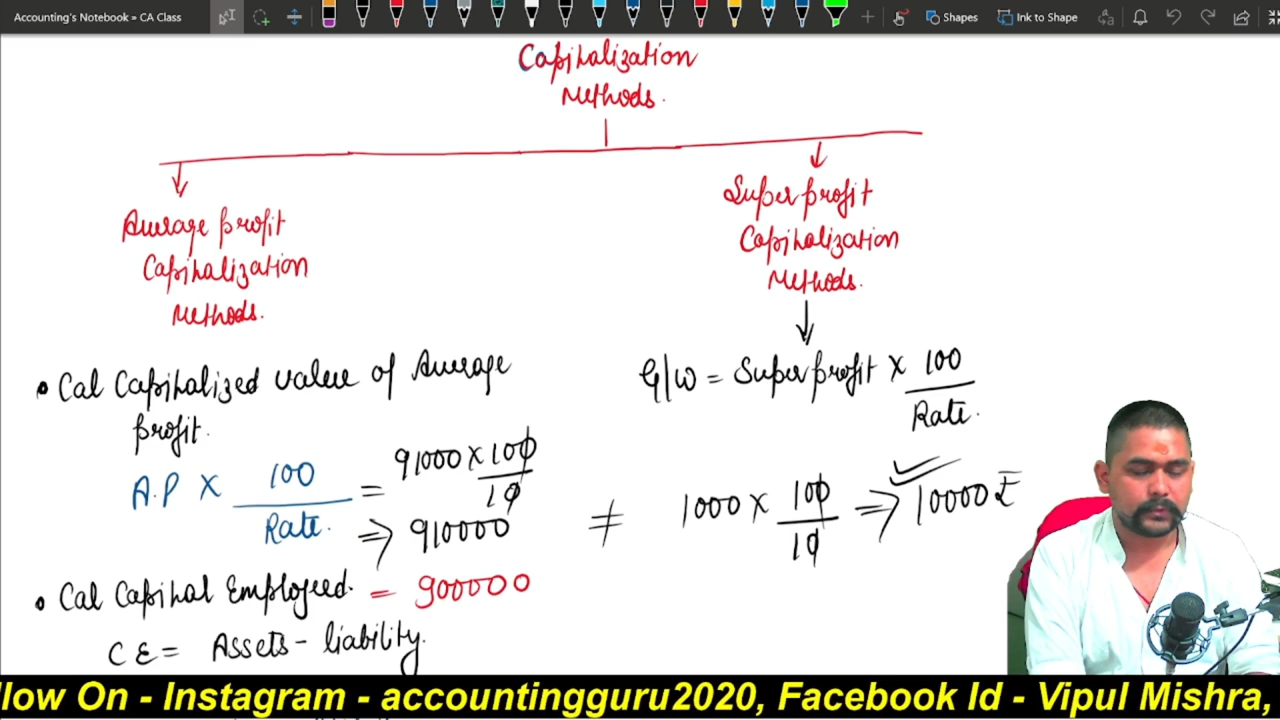 Accounting's Notebook » CA Class
Shapes
Ink to Shape
Capitalization
Methods.
Average profit
Capitalization
Methods.
Super profit
Capitalization
Methods.
• Cal Capitalized value of Average
profit.
A.P × 100/Rate. = 91000 × 100/10
⇒ 910000
• Cal Capital Employeed. = 900000
CE = Assets - liability.
G/W = Super profit × 100/Rate.
≠ 1000 × 100/10 ⇒ 10000 ₹
llow On - Instagram - accountingguru2020, Facebook Id - Vipul Mishra,